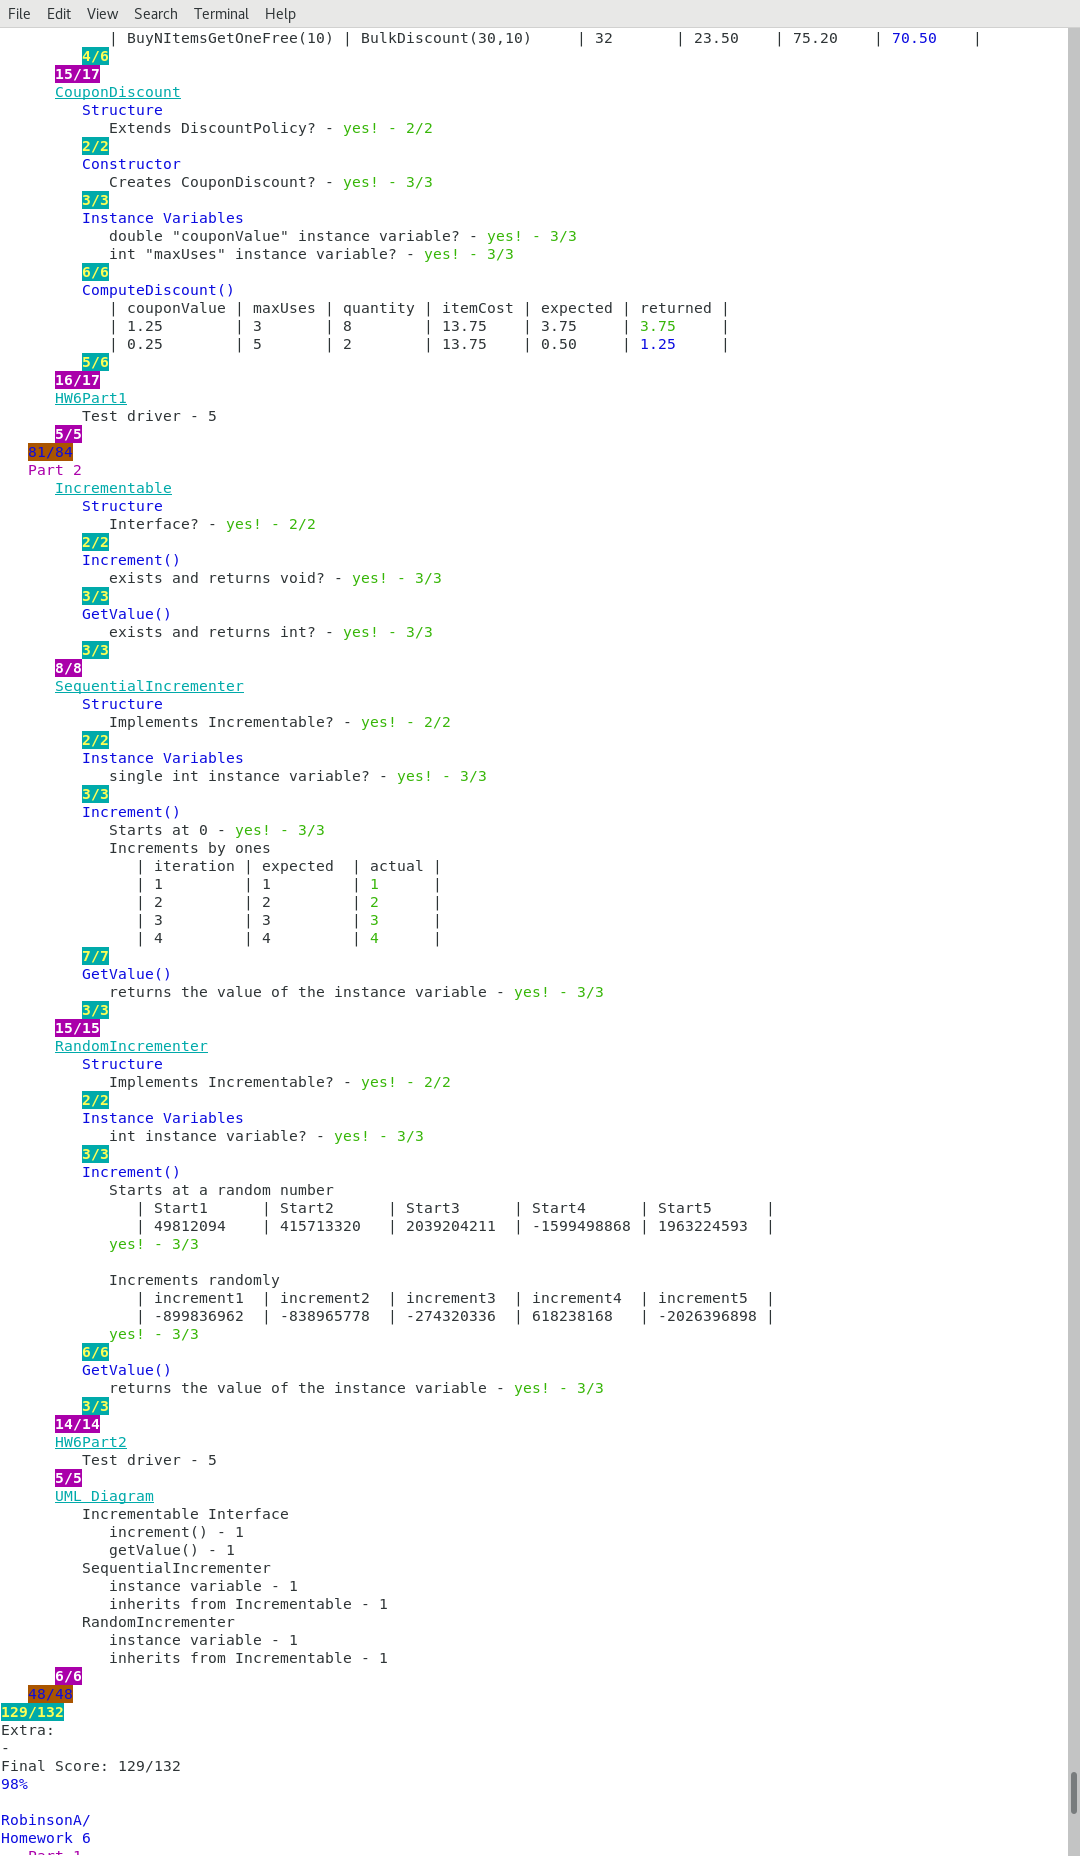 File Edit View Search Terminal Help
| BuyNItemsGetOneFree(10) | BulkDiscount(30,10) | 32 | 23.50 | 75.20 | 70.50 |
4/6
15/17
CouponDiscount
Structure
Extends DiscountPolicy? - yes! - 2/2
2/2
Constructor
Creates CouponDiscount? - yes! - 3/3
3/3
Instance Variables
double "couponValue" instance variable? - yes! - 3/3
int "maxUses" instance variable? - yes! - 3/3
6/6
ComputeDiscount()
| couponValue | maxUses | quantity | itemCost | expected | returned |
| 1.25 | 3 | 8 | 13.75 | 3.75 | 3.75 |
| 0.25 | 5 | 2 | 13.75 | 0.50 | 1.25 |
5/6
16/17
HW6Part1
Test driver - 5
5/5
81/84
Part 2
Incrementable
Structure
Interface? - yes! - 2/2
2/2
Increment()
exists and returns void? - yes! - 3/3
3/3
GetValue()
exists and returns int? - yes! - 3/3
3/3
8/8
SequentialIncrementer
Structure
Implements Incrementable? - yes! - 2/2
2/2
Instance Variables
single int instance variable? - yes! - 3/3
3/3
Increment()
Starts at 0 - yes! - 3/3
Increments by ones
| iteration | expected | actual |
| 1 | 1 | 1 |
| 2 | 2 | 2 |
| 3 | 3 | 3 |
| 4 | 4 | 4 |
7/7
GetValue()
returns the value of the instance variable - yes! - 3/3
3/3
15/15
RandomIncrementer
Structure
Implements Incrementable? - yes! - 2/2
2/2
Instance Variables
int instance variable? - yes! - 3/3
3/3
Increment()
Starts at a random number
| Start1 | Start2 | Start3 | Start4 | Start5 |
| 49812094 | 415713320 | 2039204211 | -1599498868 | 1963224593 |
yes! - 3/3
Increments randomly
| increment1 | increment2 | increment3 | increment4 | increment5 |
| -899836962 | -838965778 | -274320336 | 618238168 | -2026396898 |
yes! - 3/3
6/6
GetValue()
returns the value of the instance variable - yes! - 3/3
3/3
14/14
HW6Part2
Test driver - 5
5/5
UML Diagram
Incrementable Interface
increment() - 1
getValue() - 1
SequentialIncrementer
instance variable - 1
inherits from Incrementable - 1
RandomIncrementer
instance variable - 1
inherits from Incrementable - 1
6/6
48/48
129/132
Extra:
-
Final Score: 129/132
98%
RobinsonA/
Homework 6
Part 1